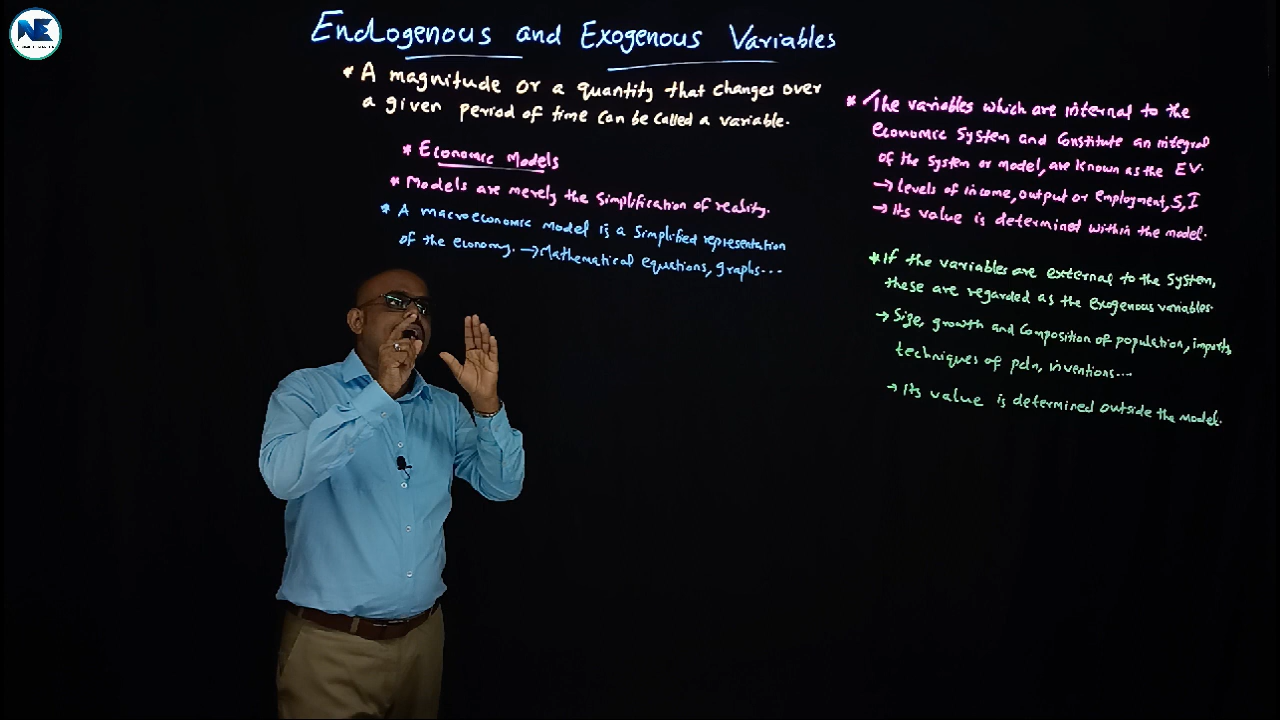 NE
Endogenous and Exogenous Variables
* A magnitude or a quantity that changes over
a given period of time can be called a variable.
* Economic Models
* Models are merely the simplification of reality.
* A macroeconomic model is a simplified representation
of the economy. → Mathematical equations, graphs...
* The variables which are internal to the
economic system and constitute an integral
of the system or model, are known as the EV.
→ levels of income, output or employment, S, I
→ Its value is determined within the model.
* If the variables are external to the system,
these are regarded as the exogenous variables.
→ Size, growth and composition of population, imports,
techniques of pdn, inventions...
→ Its value is determined outside the model.